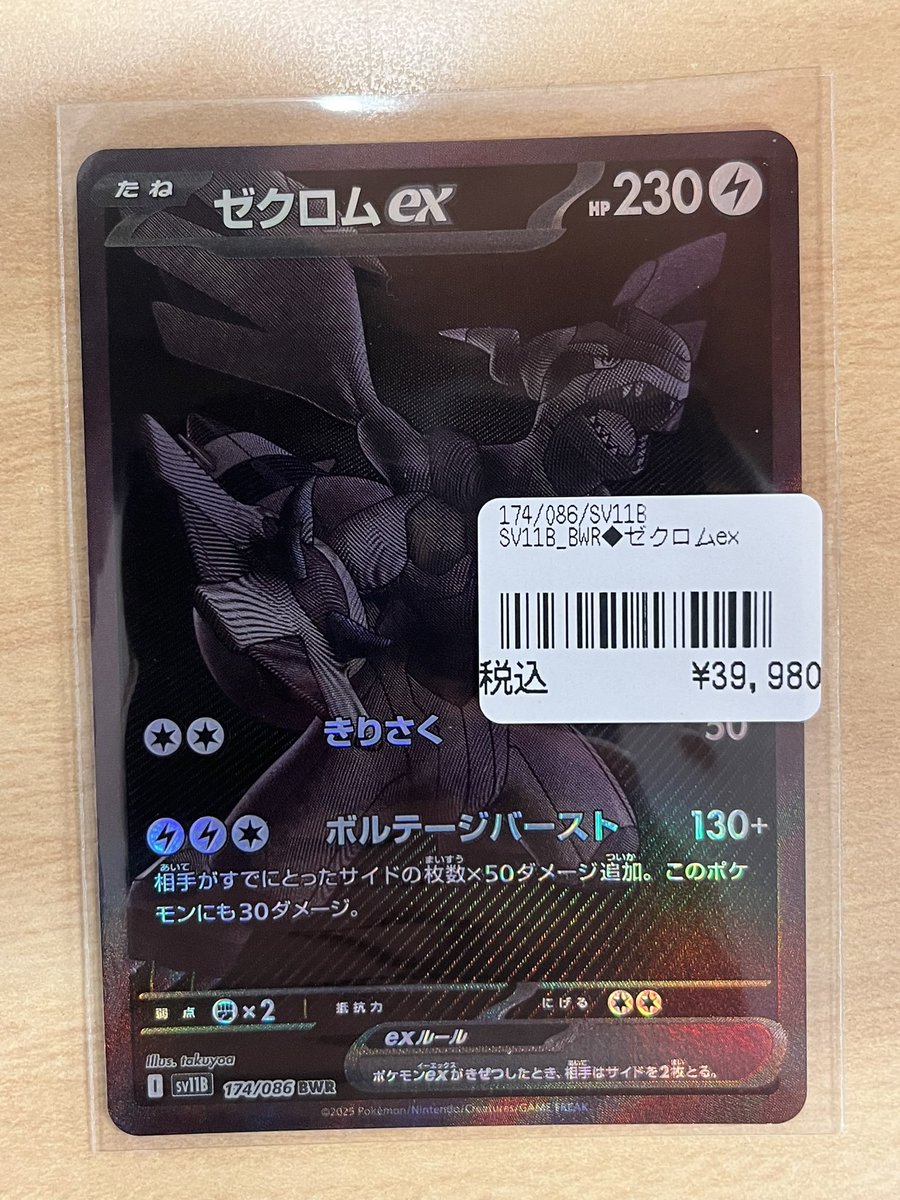 たね ゼクロムex HP 230
174/086/SV11B
SV11B_BWR◆ゼクロムex
税込 ¥39,980
きりさく 50
ボルテージバースト 130+
相手がすでにとったサイドの枚数×50ダメージ追加。このポケ
モンにも30ダメージ。
弱点 ×2 抵抗力 にげる
exルール
ポケモンexがきぜつしたとき、相手はサイドを2枚とる。
Illus. takuyoa
I sv11B 174/086 BWR
©2025 Pokémon/Nintendo/Creatures/GAME FREAK